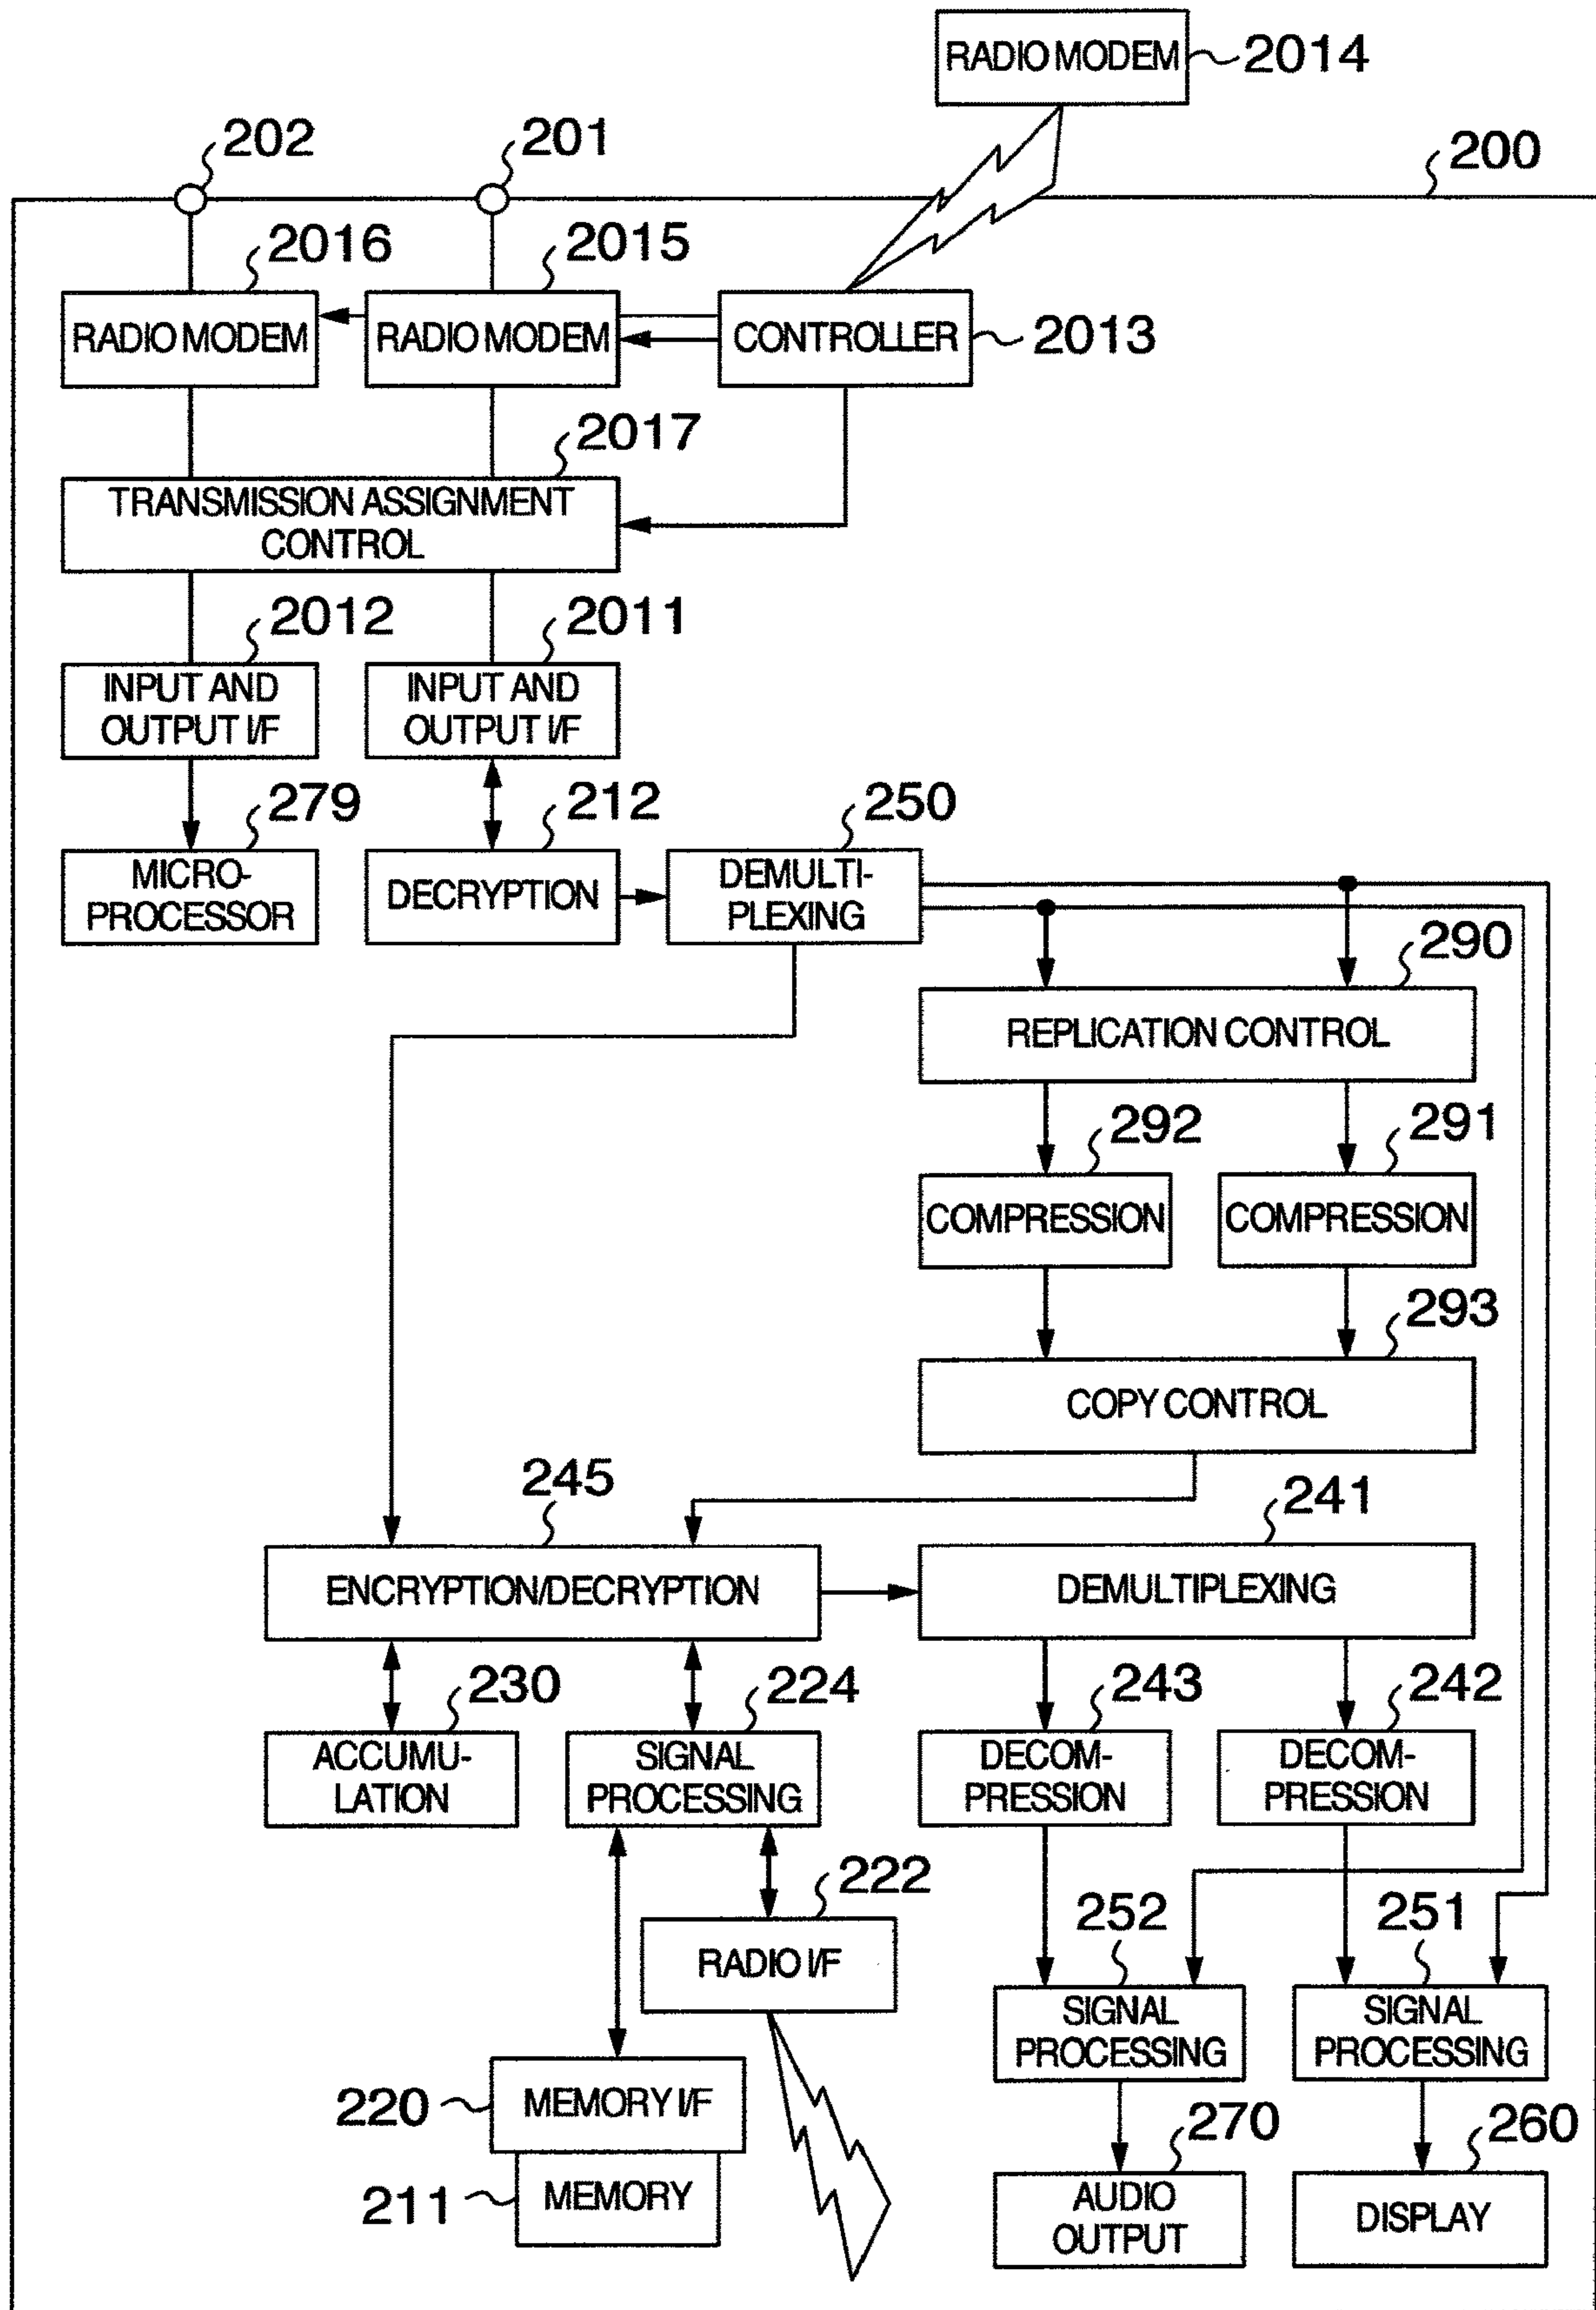 RADIO MODEM
2014
202
201
200
2016
2015
RADIO MODEM
RADIO MODEM
CONTROLLER
2013
2017
TRANSMISSION ASSIGNMENT
CONTROL
2012
2011
INPUT AND
OUTPUT I/F
INPUT AND
OUTPUT I/F
279
212
250
MICRO-
PROCESSOR
DECRYPTION
DEMULTI-
PLEXING
290
REPLICATION CONTROL
292
291
COMPRESSION
COMPRESSION
293
COPY CONTROL
245
241
ENCRYPTION/DECRYPTION
DEMULTIPLEXING
230
224
243
242
ACCUMU-
LATION
SIGNAL
PROCESSING
DECOM-
PRESSION
DECOM-
PRESSION
222
RADIO I/F
252
251
SIGNAL
PROCESSING
SIGNAL
PROCESSING
220
MEMORY I/F
211
MEMORY
270
260
AUDIO
OUTPUT
DISPLAY